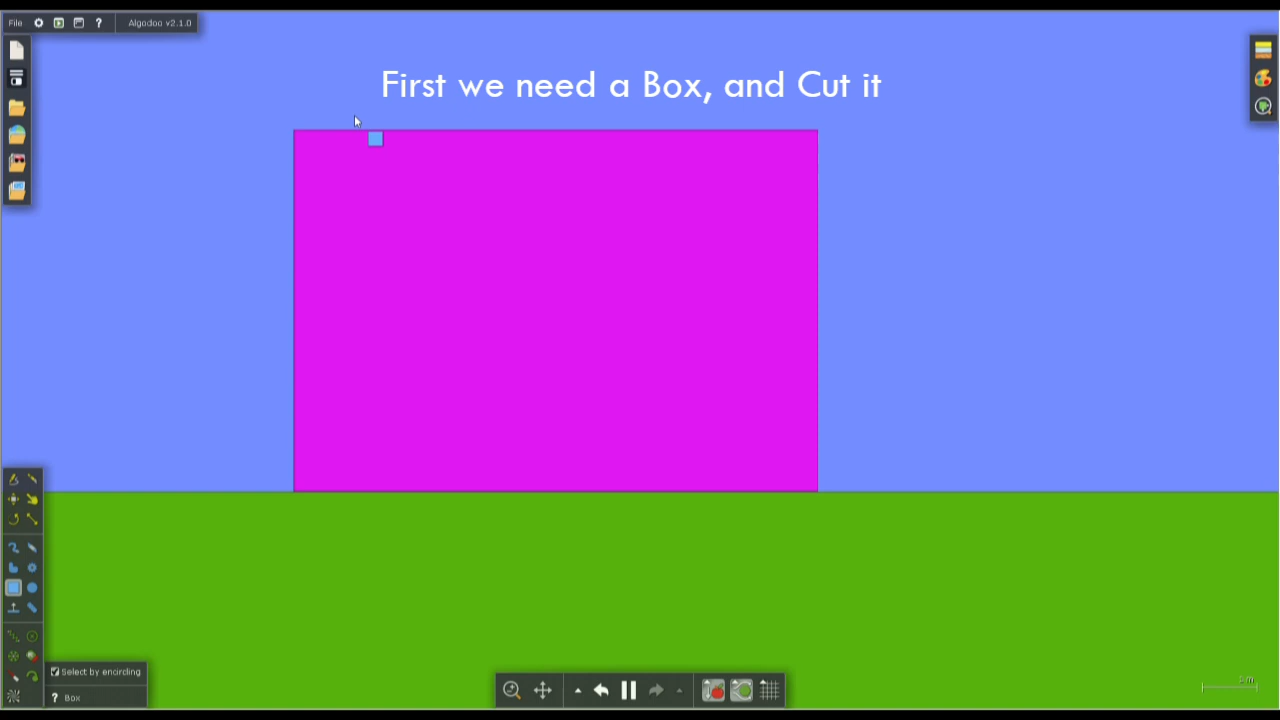 File ? Algodoo v2.1.0
First we need a Box, and Cut it
Select by encircling
? Box